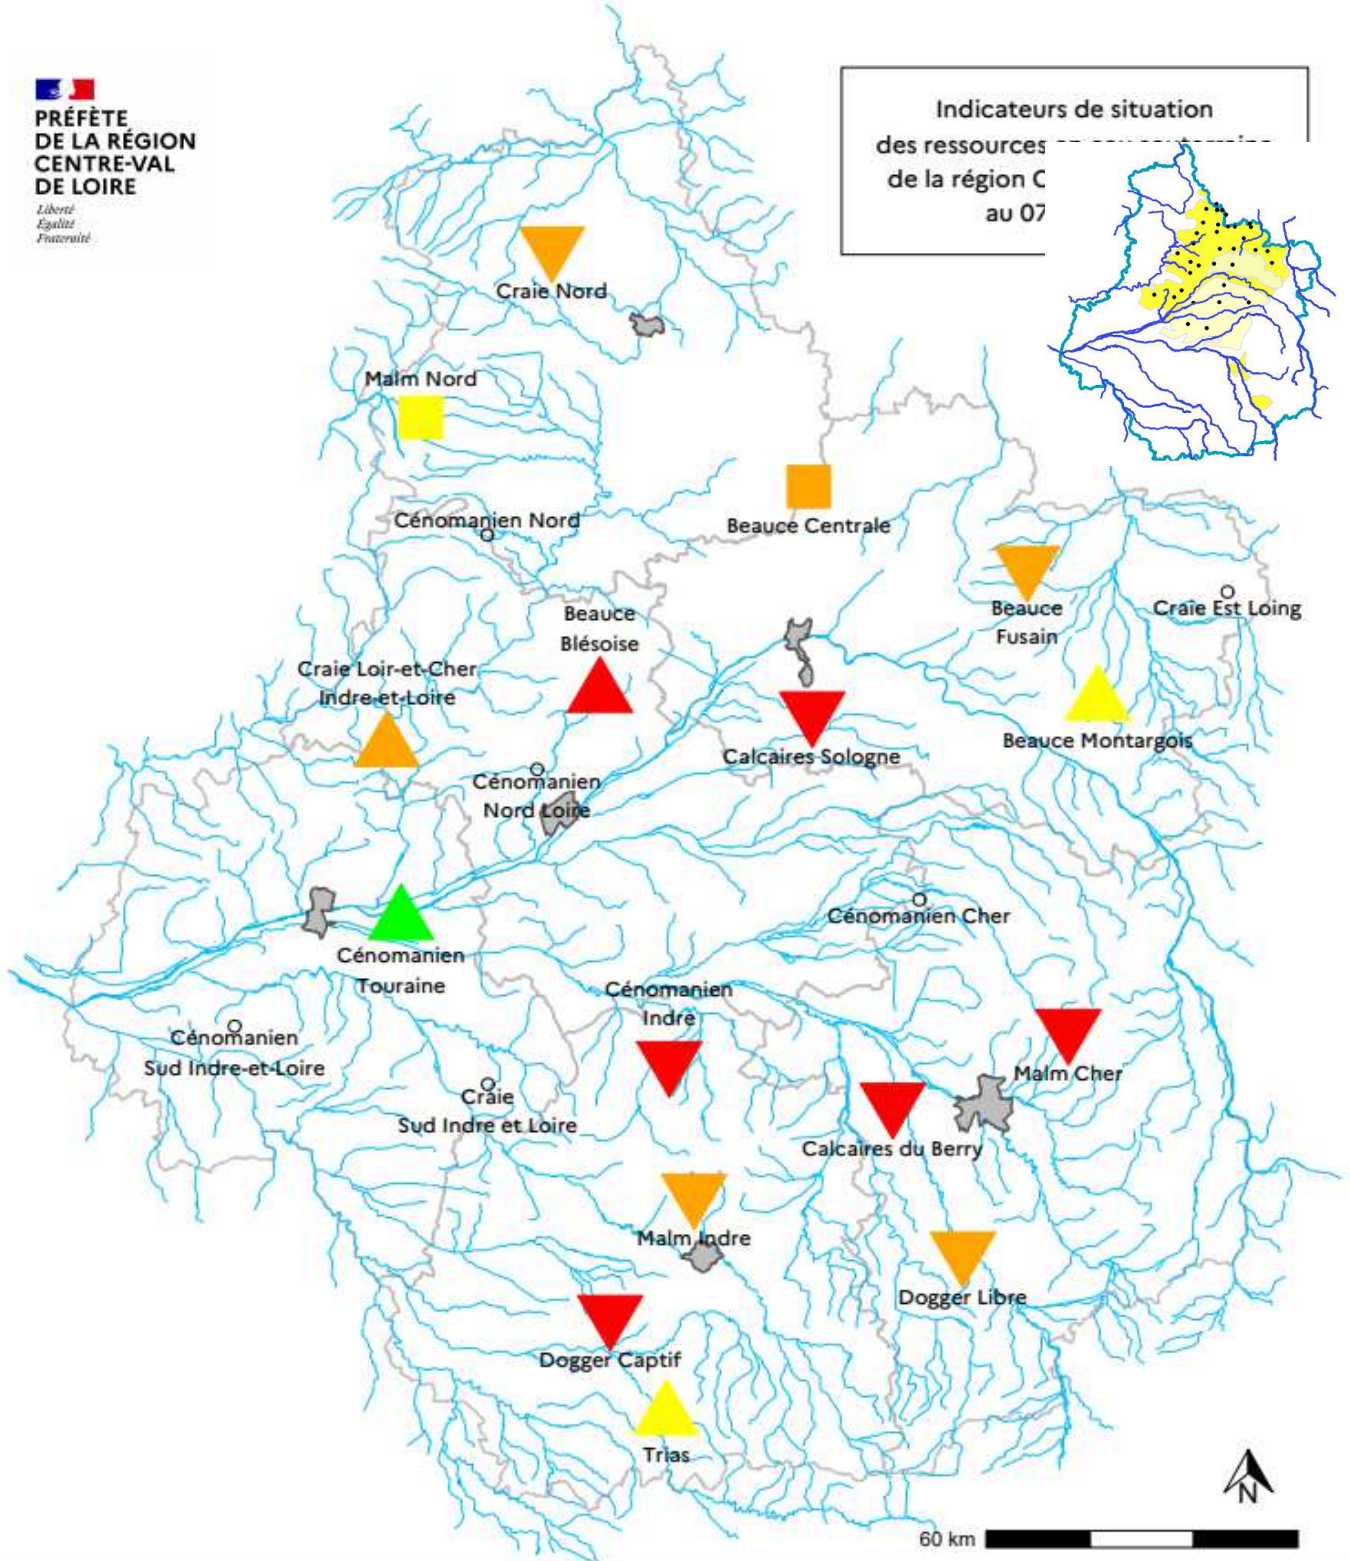 PRÉFÈTE
DE LA RÉGION
CENTRE-VAL
DE LOIRE
Liberté
Égalité
Fraternité
Indicateurs de situation
des ressources
de la région
au 07
Craie Nord
Malm Nord
Cénomanien Nord
Beauce Centrale
Beauce
Fusain
Craie Est Loing
Beauce
Blésoise
Craie Loir-et-Cher
Indre-et-Loire
Calcaires Sologne
Beauce Montargois
Cénomanien
Nord Loire
Cénomanien Cher
Cénomanien
Touraine
Cénomanien
Indre
Cénomanien
Sud Indre-et-Loire
Malm Cher
Craie
Sud Indre et Loire
Calcaires du Berry
Malm Indre
Dogger Libre
Dogger Captif
Trias
N
60 km